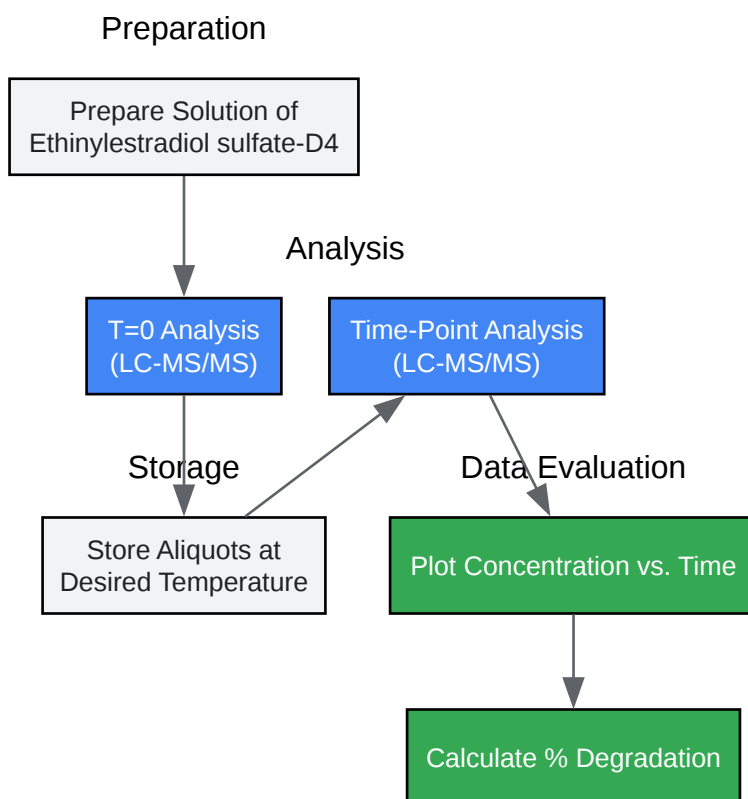 Preparation
Prepare Solution of
Ethinylestradiol sulfate-D4
Analysis
T=0 Analysis
(LC-MS/MS)
Time-Point Analysis
(LC-MS/MS)
Storage
Data Evaluation
Store Aliquots at
Desired Temperature
Plot Concentration vs. Time
Calculate % Degradation